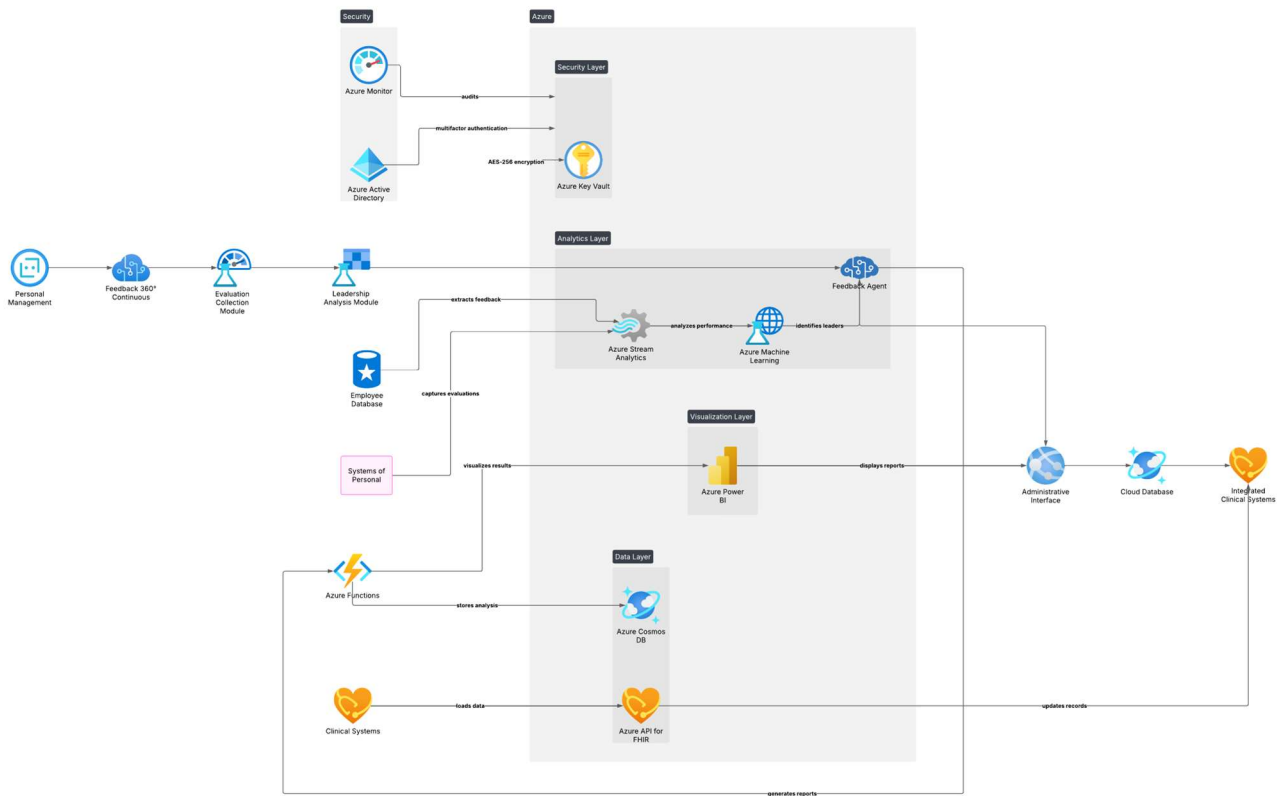 Security
Azure
Security Layer
Azure Monitor
audits
multifactor authentication
AES-256 encryption
Azure Active
Directory
Azure Key Vault
Analytics Layer
Personal
Management
Feedback 360°
Continuous
Evaluation
Collection
Module
Leadership
Analysis Module
Feedback Agent
extracts feedback
Azure Stream
Analytics
analyzes performance
Azure Machine
Learning
identifies leaders
Employee
Database
captures evaluations
Visualization Layer
Systems of
Personal
visualizes results
Azure Power
BI
displays reports
Administrative
Interface
Cloud Database
Integrated
Clinical Systems
Data Layer
Azure Functions
stores analysis
Azure Cosmos
DB
Clinical Systems
loads data
Azure API for
FHIR
updates records
generates reports